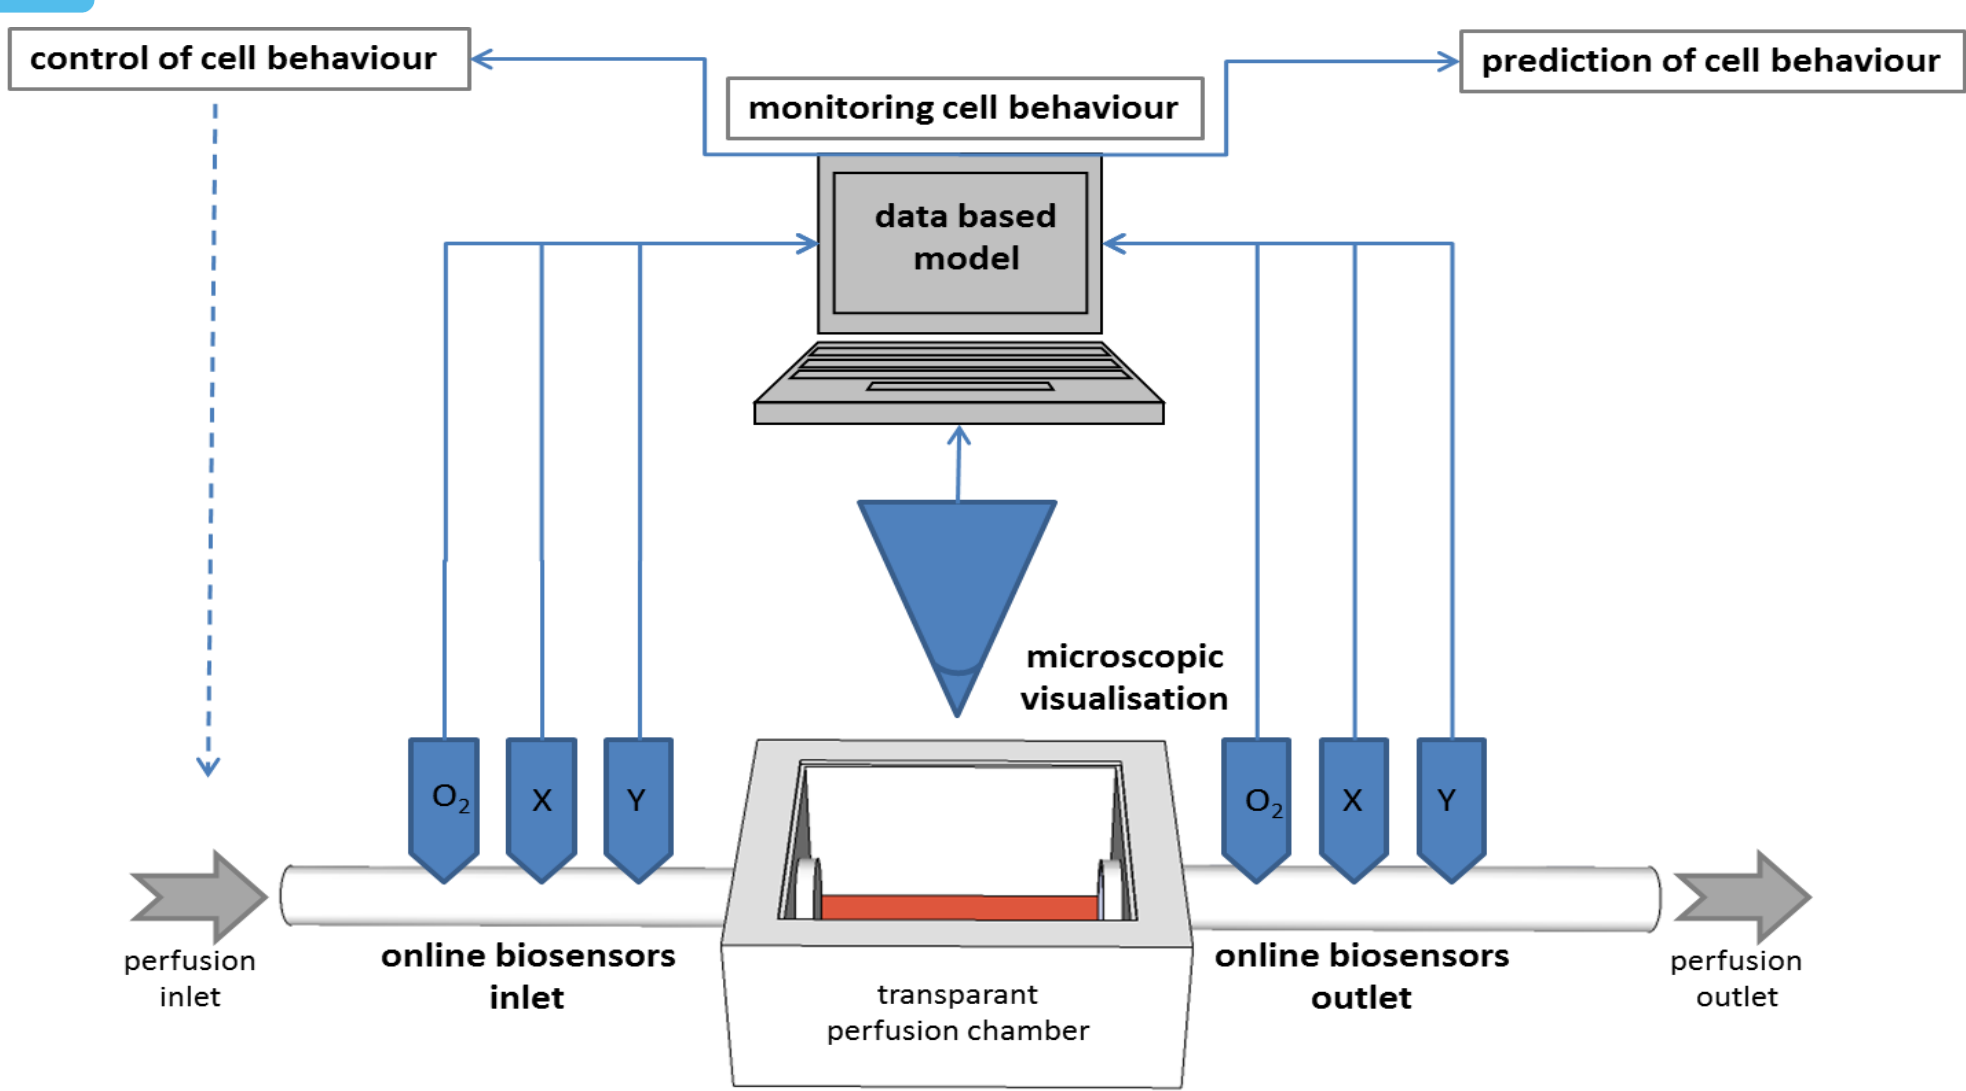 control of cell behaviour
prediction of cell behaviour
monitoring cell behaviour
data based
model
microscopic
visualisation
O₂
X
Y
O₂
X
Y
perfusion
inlet
online biosensors
inlet
transparant
perfusion chamber
online biosensors
outlet
perfusion
outlet